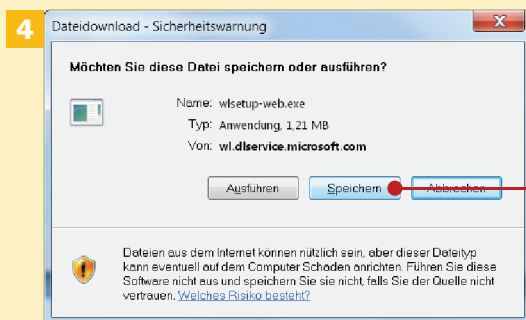 4
Dateidownload - Sicherheitswarnung
X
Möchten Sie diese Datei speichern oder ausführen?
Name: wlsetup-web.exe
Typ: Anwendung, 1,21 MB
Von: wl.dlservice.microsoft.com
Ausführen Speichern Abbrechen
Dateien aus dem Internet können nützlich sein, aber dieser Dateityp
kann eventuell auf dem Computer Schaden anrichten. Führen Sie diese
Software nicht aus und speichern Sie sie nicht, falls Sie der Quelle nicht
vertrauen. Welches Risiko besteht?